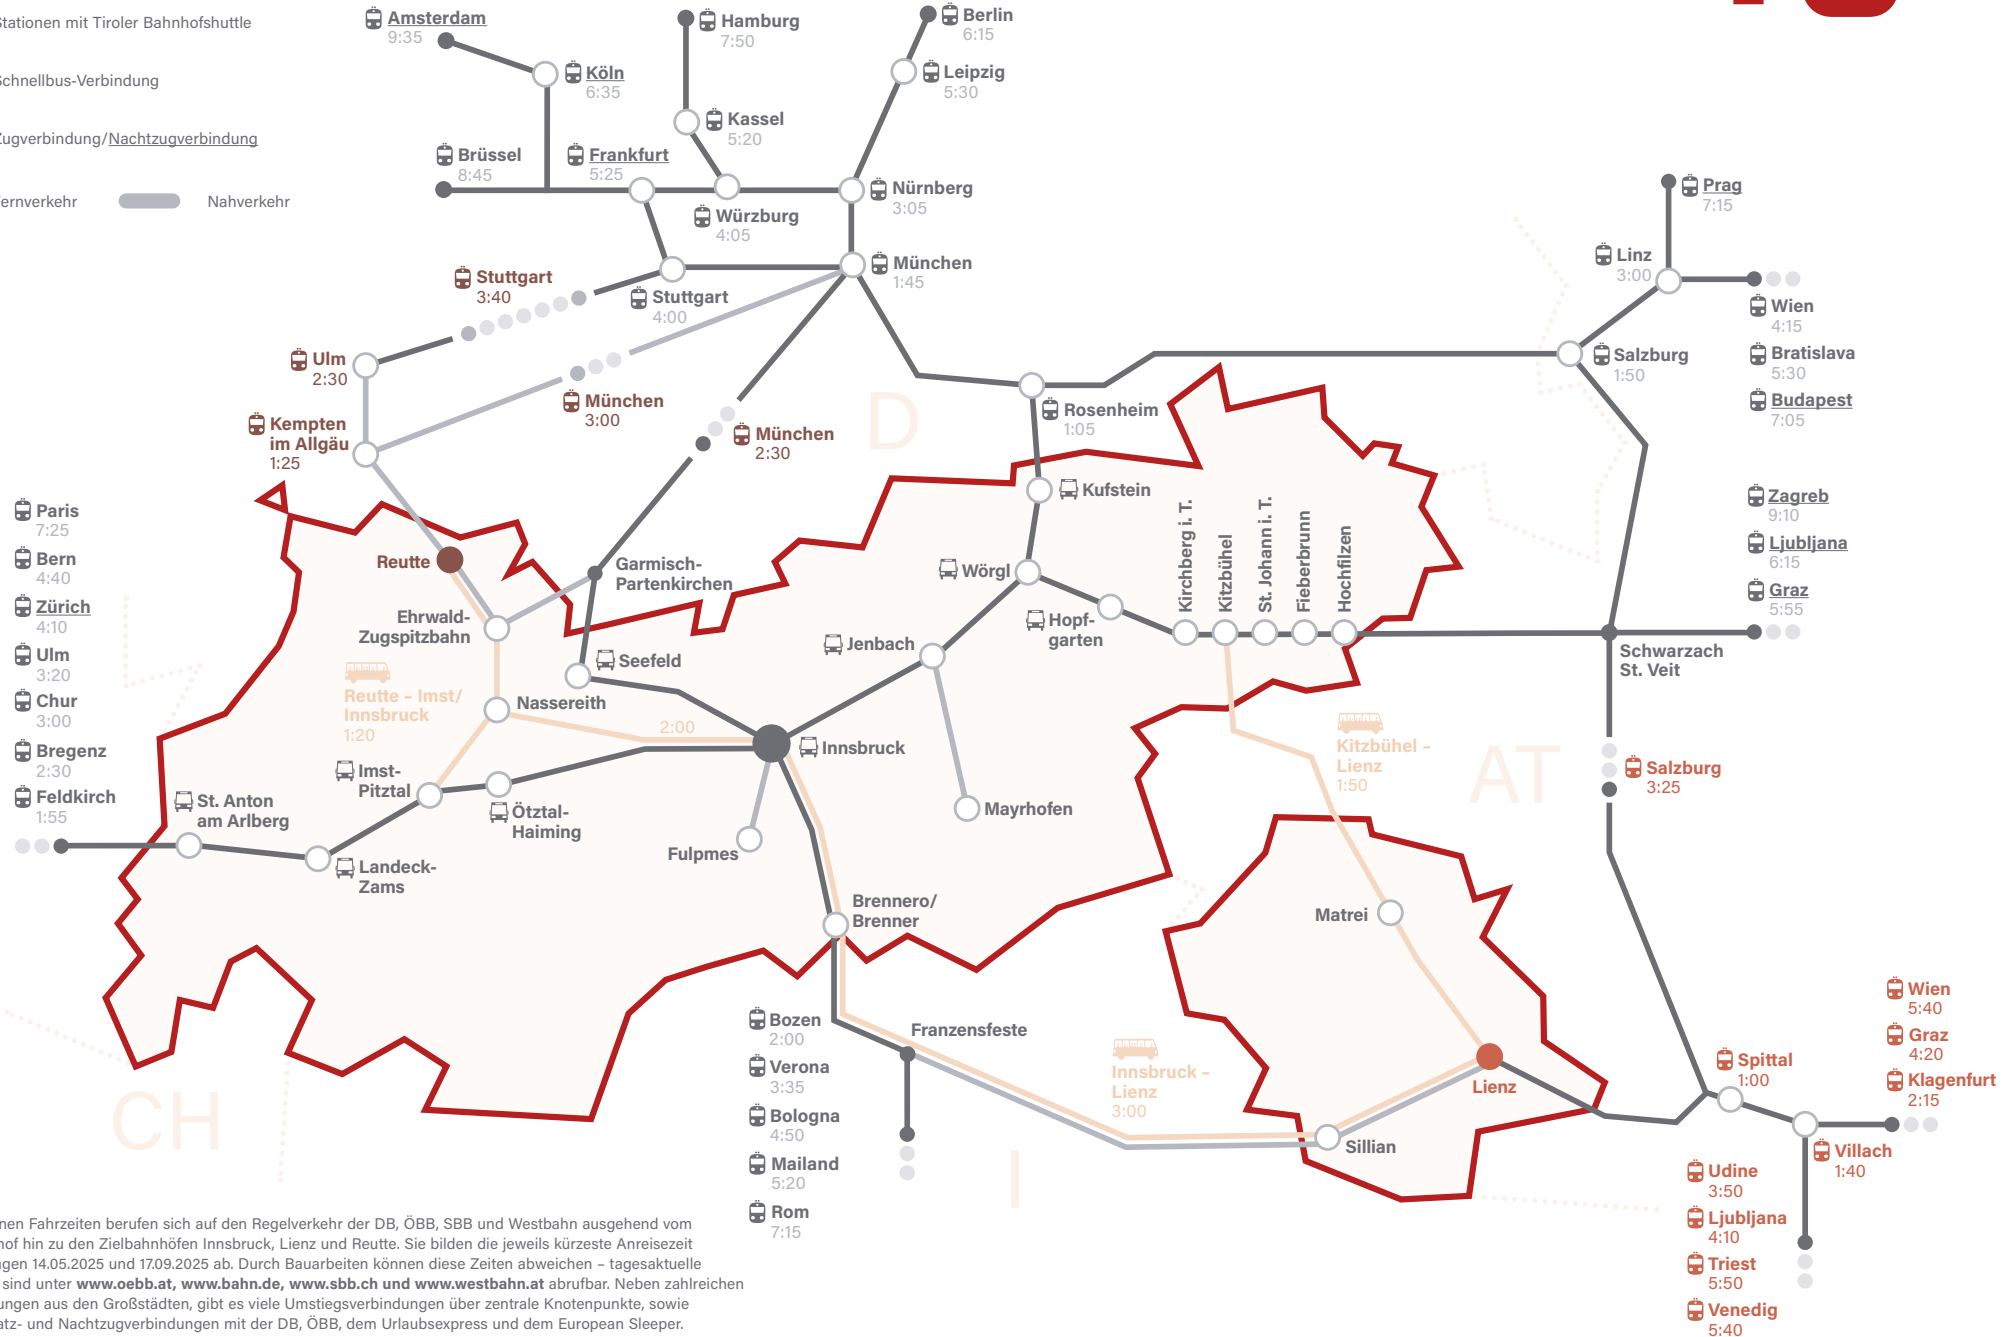 Stationen mit Tiroler Bahnhofshuttle
Schnellbus-Verbindung
Zugverbindung/Nachtzugverbindung
Nahverkehr
Amsterdam
9:35
Köln
6:35
Hamburg
7:50
Kassel
5:20
Berlin
6:15
Leipzig
5:30
Brüssel
8:45
Frankfurt
5:25
Würzburg
4:05
Nürnberg
3:05
München
1:45
Stuttgart
3:40
Stuttgart
4:00
Ulm
2:30
München
3:00
Kempten
im Allgäu
1:25
München
2:30
D
Rosenheim
1:05
Prag
7:15
Linz
3:00
Wien
4:15
Bratislava
5:30
Budapest
7:05
Salzburg
1:50
Zagreb
9:10
Ljubljana
6:15
Graz
5:55
Schwarzach
St. Veit
Salzburg
3:25
Paris
7:25
Bern
4:40
Zürich
4:10
Ulm
3:20
Chur
3:00
Bregenz
2:30
Feldkirch
1:55
Reutte
Ehrwald-
Zugspitzbahn
Garmisch-
Partenkirchen
Seefeld
Reutte – Imst/
Innsbruck
1:20
Nassereith
2:00
Innsbruck
Imst-
Pitztal
Ötztal-
Haiming
St. Anton
am Arlberg
Landeck-
Zams
Fulpmes
Jenbach
Mayrhofen
Kufstein
Wörgl
Hopf-
garten
Kirchberg i. T.
Kitzbühel
St. Johann i. T.
Fieberbrunn
Hochfilzen
Kitzbühel –
Lienz
1:50
AT
Brennero/
Brenner
Matrei
Lienz
Sillian
Innsbruck –
Lienz
3:00
Franzensfeste
Bozen
2:00
Verona
3:35
Bologna
4:50
Mailand
5:20
Rom
7:15
CH
I
Spittal
1:00
Villach
1:40
Wien
5:40
Graz
4:20
Klagenfurt
2:15
Udine
3:50
Ljubljana
4:10
Triest
5:50
Venedig
5:40
Fahrzeiten berufen sich auf den Regelverkehr der DB, ÖBB, SBB und Westbahn ausgehend vom
hin zu den Zielbahnhöfen Innsbruck, Lienz und Reutte. Sie bilden die jeweils kürzeste Anreisezeit
14.05.2025 und 17.09.2025 ab. Durch Bauarbeiten können diese Zeiten abweichen – tagesaktuelle
sind unter www.oebb.at, www.bahn.de, www.sbb.ch und www.westbahn.at abrufbar. Neben zahlreichen
aus den Großstädten, gibt es viele Umstiegsverbindungen über zentrale Knotenpunkte, sowie
und Nachtzugverbindungen mit der DB, ÖBB, dem Urlaubsexpress und dem European Sleeper.